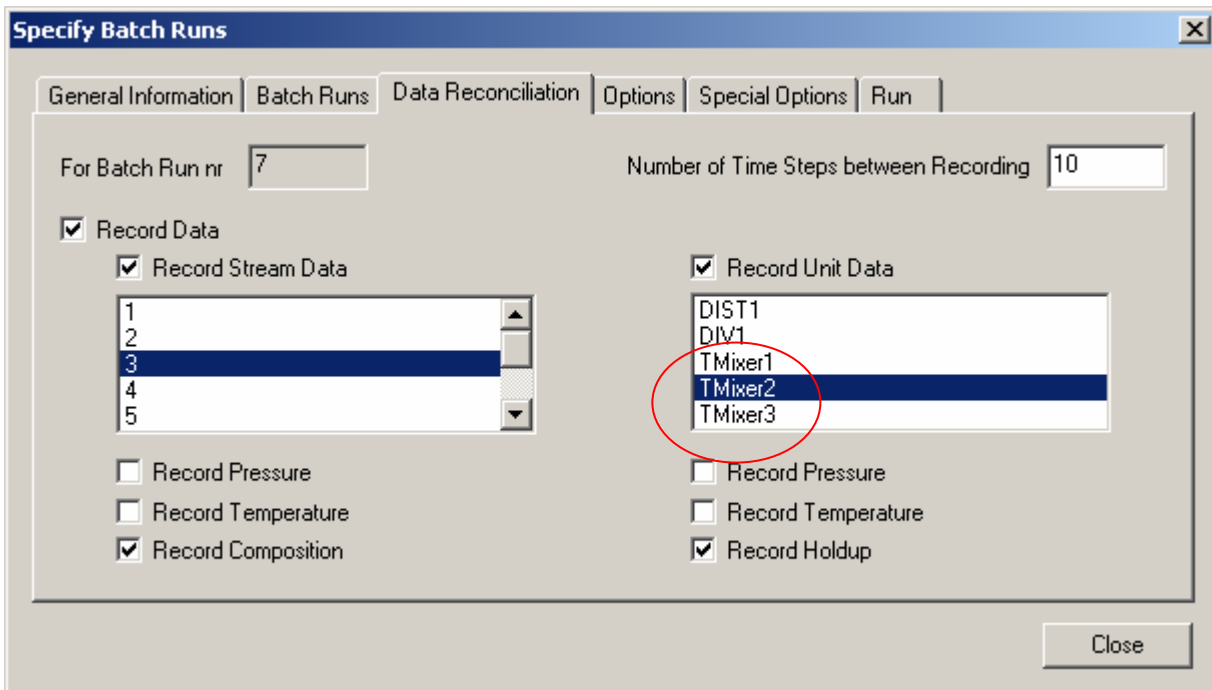 Specify Batch Runs
General Information Batch Runs Data Reconciliation Options Special Options Run
For Batch Run nr 7 Number of Time Steps between Recording 10
Record Data
Record Stream Data
1
2
3
4
5
Record Pressure
Record Temperature
Record Composition
Record Unit Data
DIST1
DIV1
TMixer1
TMixer2
TMixer3
Record Pressure
Record Temperature
Record Holdup
Close